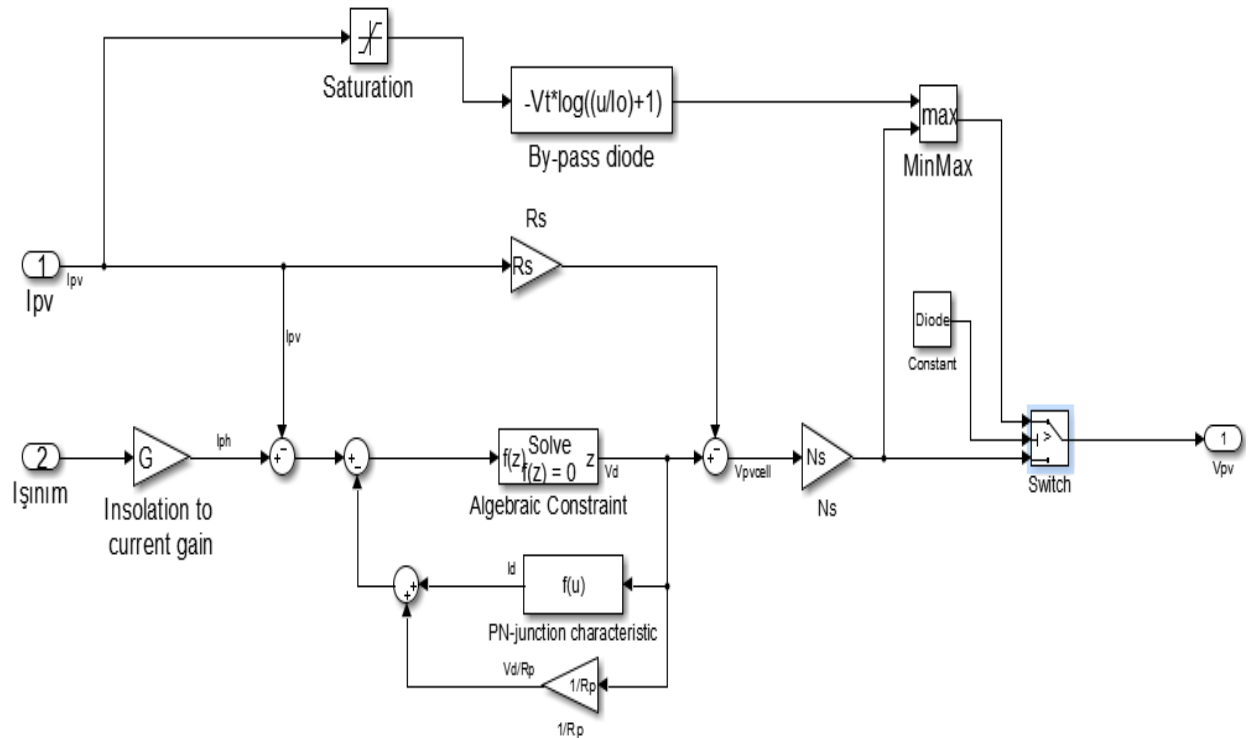 Saturation
-Vt*log((u/Io)+1)
By-pass diode
max
MinMax
Rs
Rs
1
Ipv
Ipv
Ipv
Diode
Constant
2
Işınım
G
Iph
Insolation to
current gain
+
-
+
-
Solve
f(z)
f(z) = 0
z
Vd
Algebraic Constraint
+
-
Vpvcell
Ns
Ns
>
Switch
1
Vpv
+
+
Id
f(u)
PN-junction characteristic
Vd/Rp
1/Rp
1/Rp